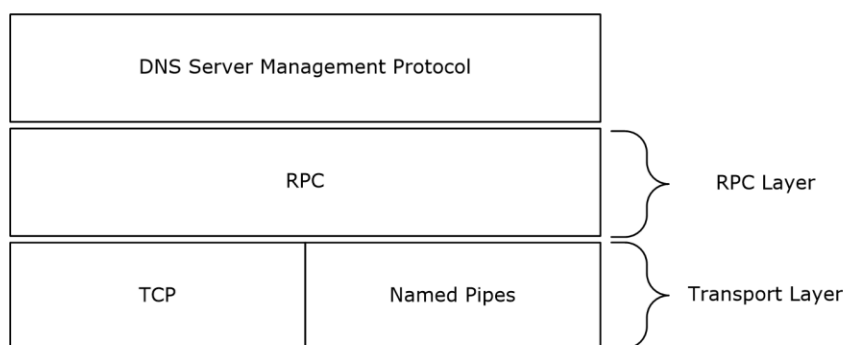 DNS Server Management Protocol
RPC
RPC Layer
TCP
Named Pipes
Transport Layer